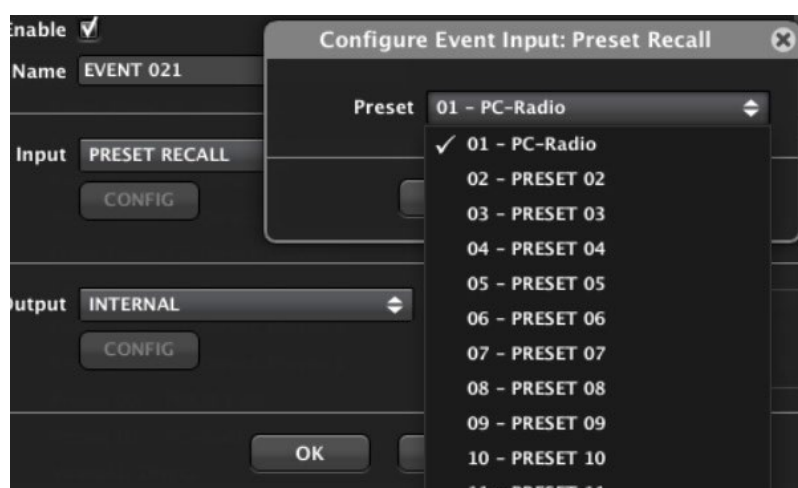 Enable
Name EVENT 021
Input PRESET RECALL
CONFIG
Output INTERNAL
CONFIG
OK
Configure Event Input: Preset Recall
Preset 01 - PC-Radio
✓ 01 - PC-Radio
02 - PRESET 02
03 - PRESET 03
04 - PRESET 04
05 - PRESET 05
06 - PRESET 06
07 - PRESET 07
08 - PRESET 08
09 - PRESET 09
10 - PRESET 10